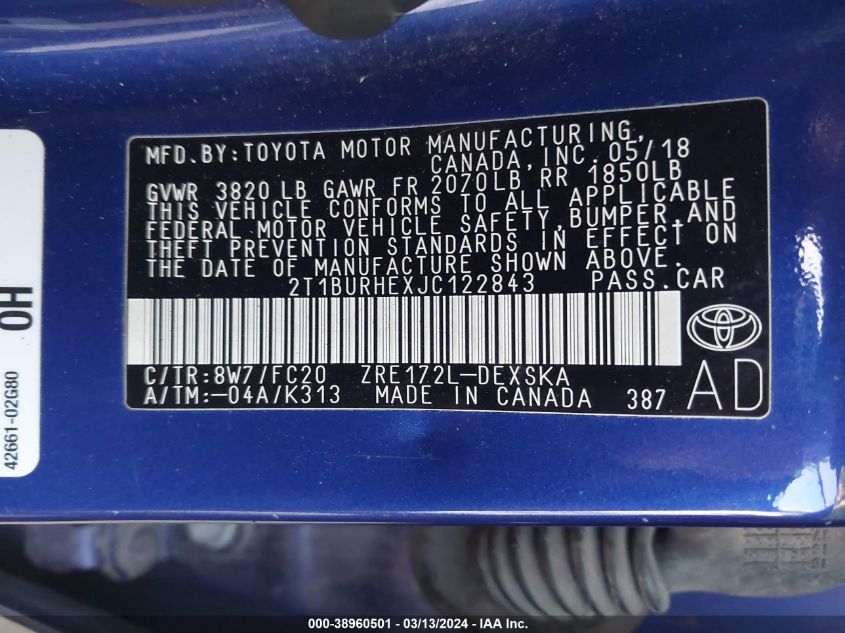 MFD.BY:TOYOTA MOTOR MANUFACTURING,
CANADA,INC.05/18
GVWR 3820 LB GAWR FR 2070LB RR 1850LB
THIS VEHICLE CONFORMS TO ALL APPLICABLE
FEDERAL MOTOR VEHICLE SAFETY,BUMPER,AND
THEFT PREVENTION STANDARDS IN EFFECT ON
THE DATE OF MANUFACTURE SHOWN ABOVE.
2T1BURHEXJC122843 PASS.CAR
C/TR:8W7/FC20 ZRE172L-DEXSKA
A/TM:-04A/K313 MADE IN CANADA 387
AD
OH
42661-02G80
000-38960501 - 03/13/2024 - IAA Inc.